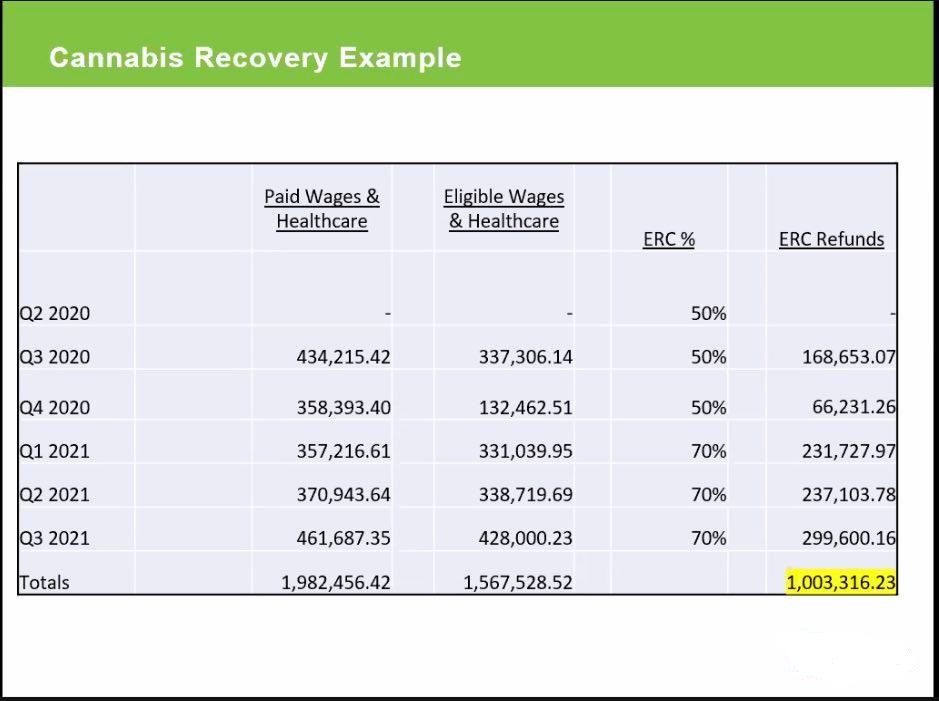 Cannabis Recovery Example
Paid Wages & Healthcare Eligible Wages & Healthcare ERC % ERC Refunds
Q2 2020 - - 50% -
Q3 2020 434,215.42 337,306.14 50% 168,653.07
Q4 2020 358,393.40 132,462.51 50% 66,231.26
Q1 2021 357,216.61 331,039.95 70% 231,727.97
Q2 2021 370,943.64 338,719.69 70% 237,103.78
Q3 2021 461,687.35 428,000.23 70% 299,600.16
Totals 1,982,456.42 1,567,528.52 1,003,316.23